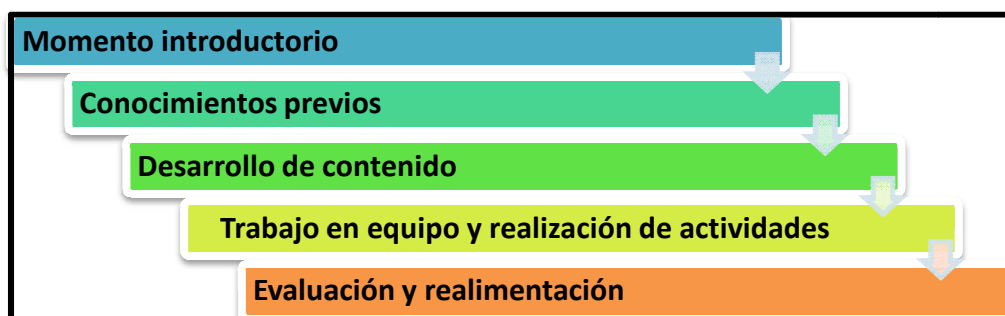 Momento introductorio
Conocimientos previos
Desarrollo de contenido
Trabajo en equipo y realización de actividades
Evaluación y realimentación